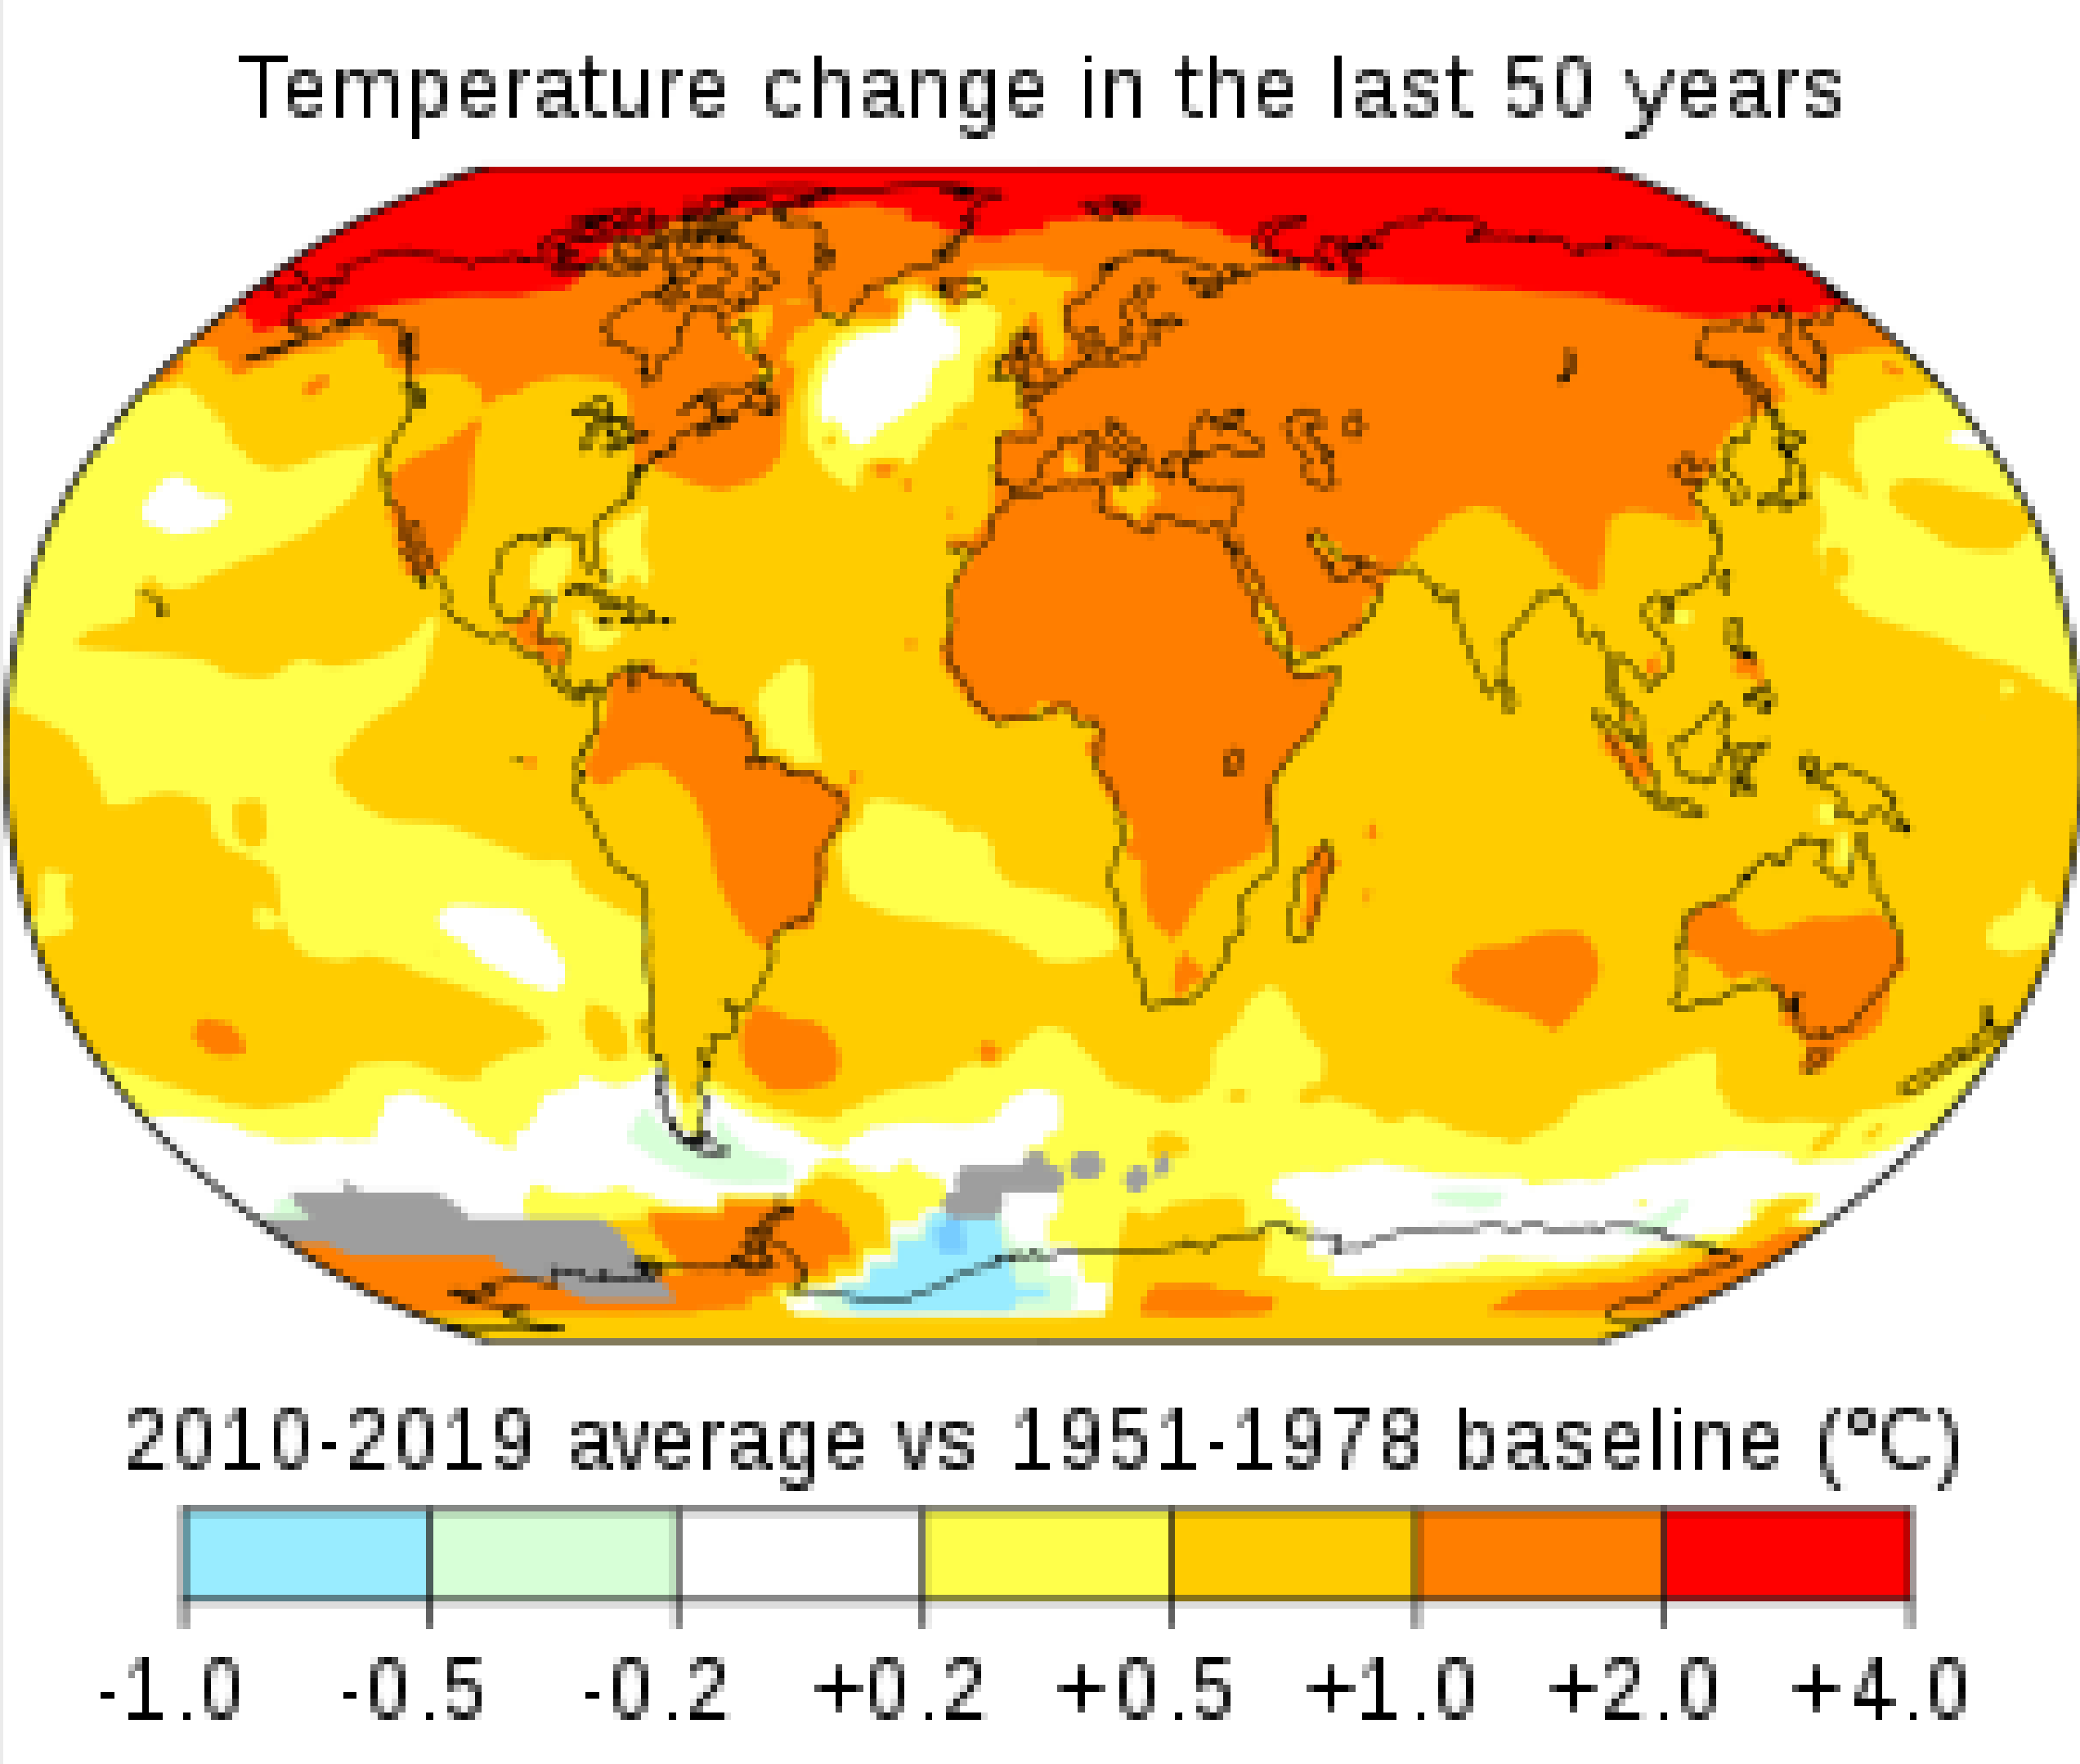 Temperature change in the last 50 years
2010-2019 average vs 1951-1978 baseline (°C)
-1.0 -0.5 -0.2 +0.2 +0.5 +1.0 +2.0 +4.0